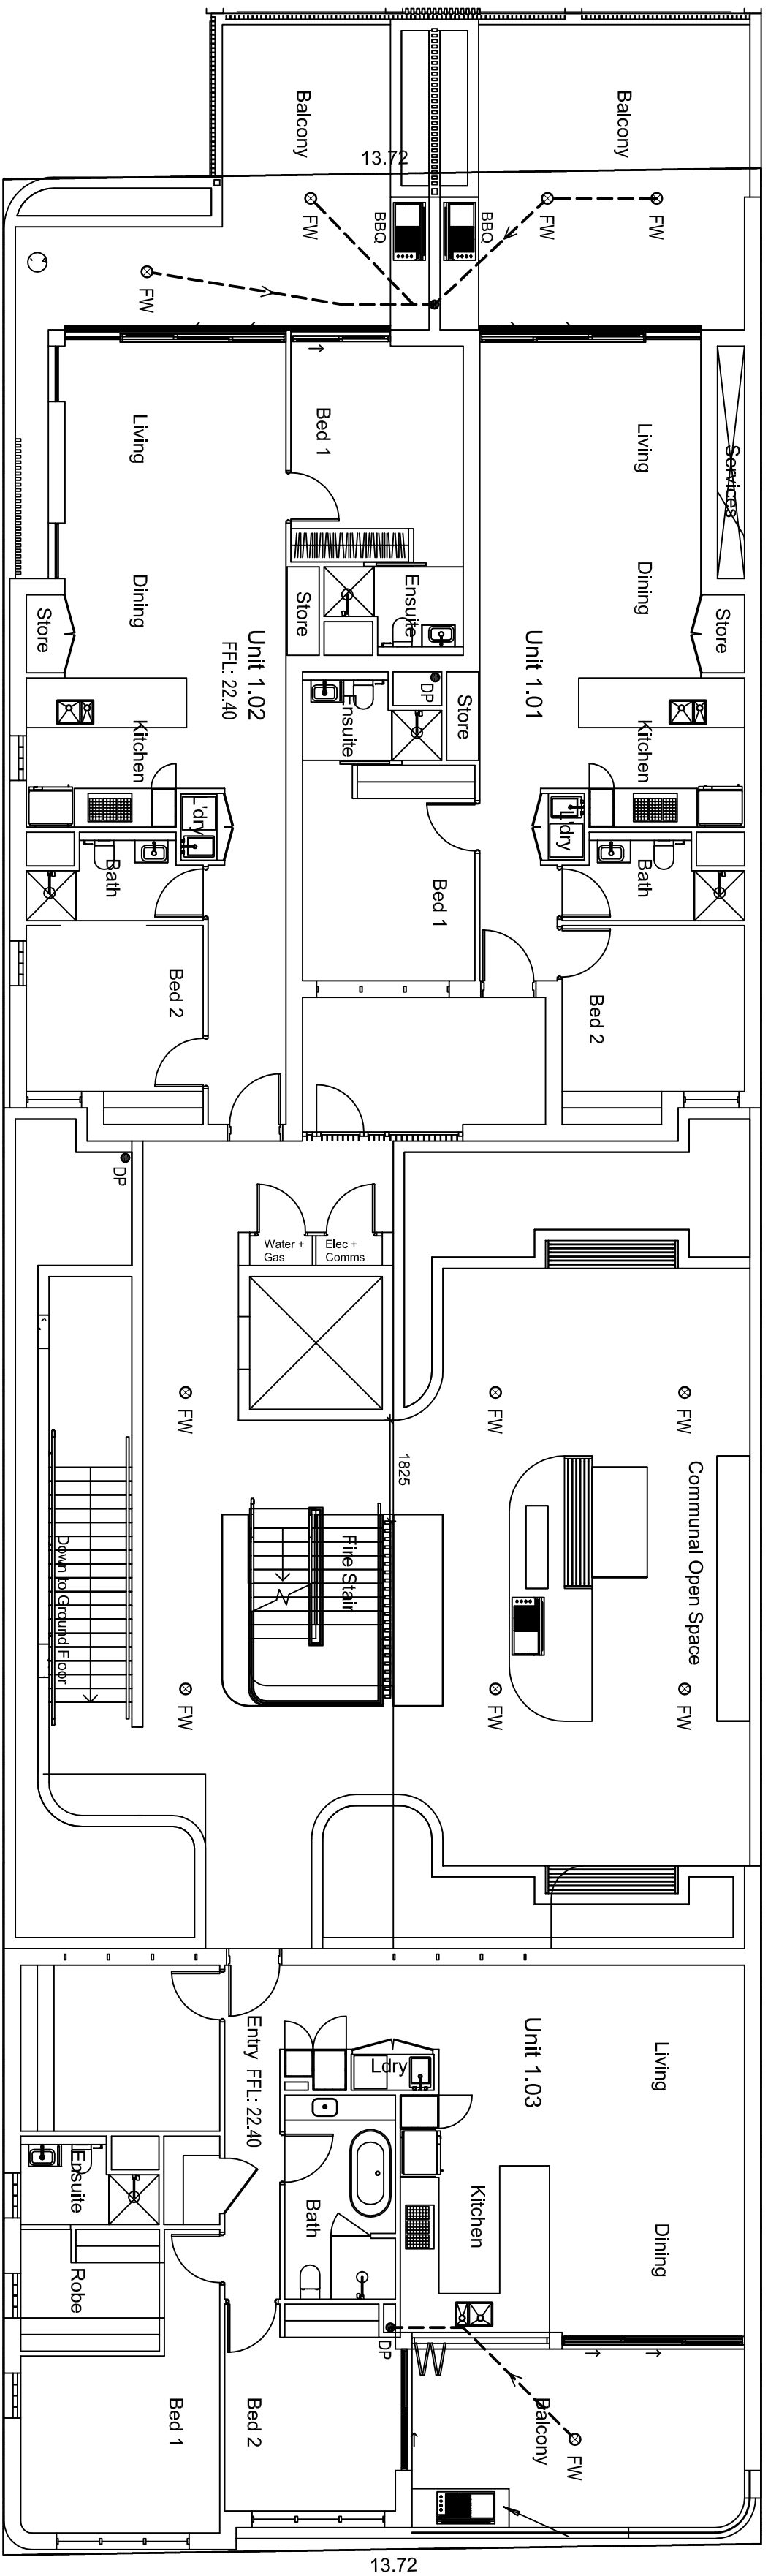 Balcony
Balcony
13.72
FW
BBQ
BBQ
FW
FW
FW
Living
Bed 1
Living
Services
Dining
Ensuite
Dining
Store
Store
Store
Unit 1.02
FFL: 22.40
Unit 1.01
DP
Ensuite
Store
Kitchen
Kitchen
L'dry
L'dry
Bath
Bath
Bed 1
Bed 2
Bed 2
DP
Water +
Gas
Elec +
Comms
FW
FW
FW
1825
Communal Open Space
Down to Ground Floor
Fire Stair
FW
FW
FW
Entry FFL: 22.40
Unit 1.03
Living
Ldry
Ensuite
Bath
Kitchen
Dining
Robe
DP
Bed 1
Bed 2
Balcony
FW
13.72